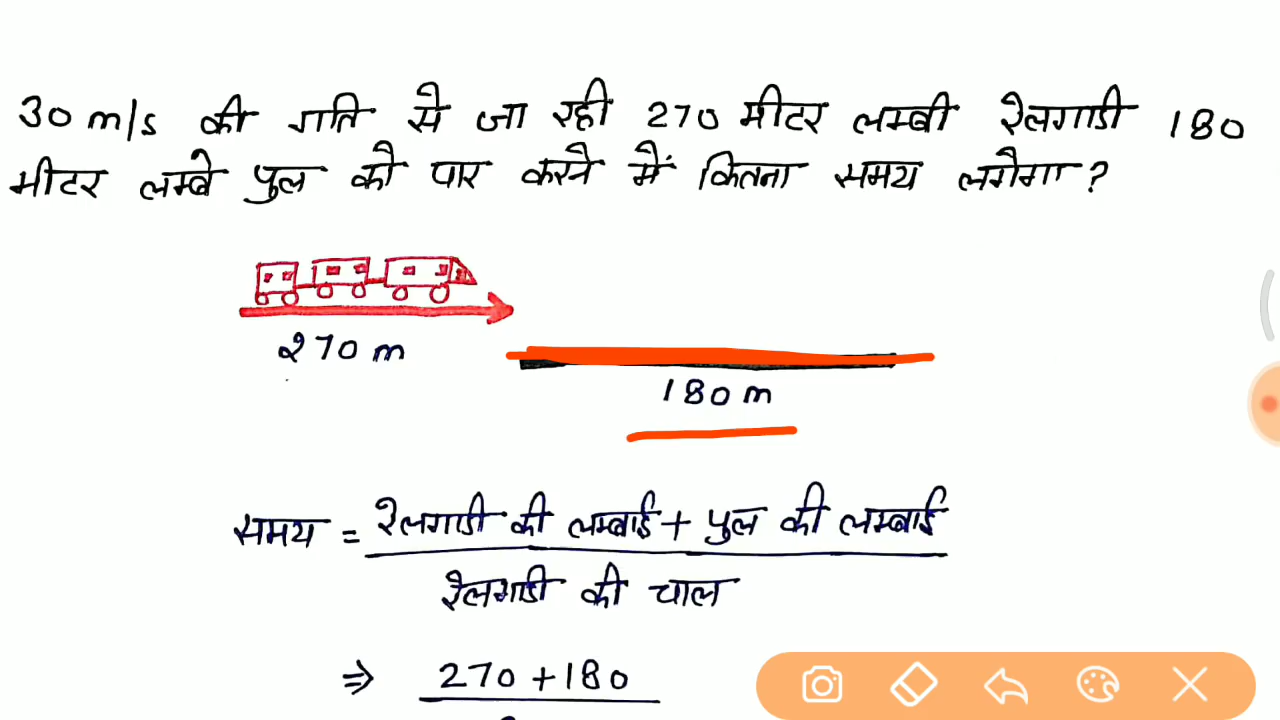 30 m/s की गति से जा रही 270 मीटर लम्बी रेलगाडी 180
मीटर लम्बे पुल को पार करने में कितना समय लगेगा?
270 m
180 m
समय = रेलगाडी की लम्बाई + पुल की लम्बाई
रेलगाडी की चाल
⇒ 270 + 180